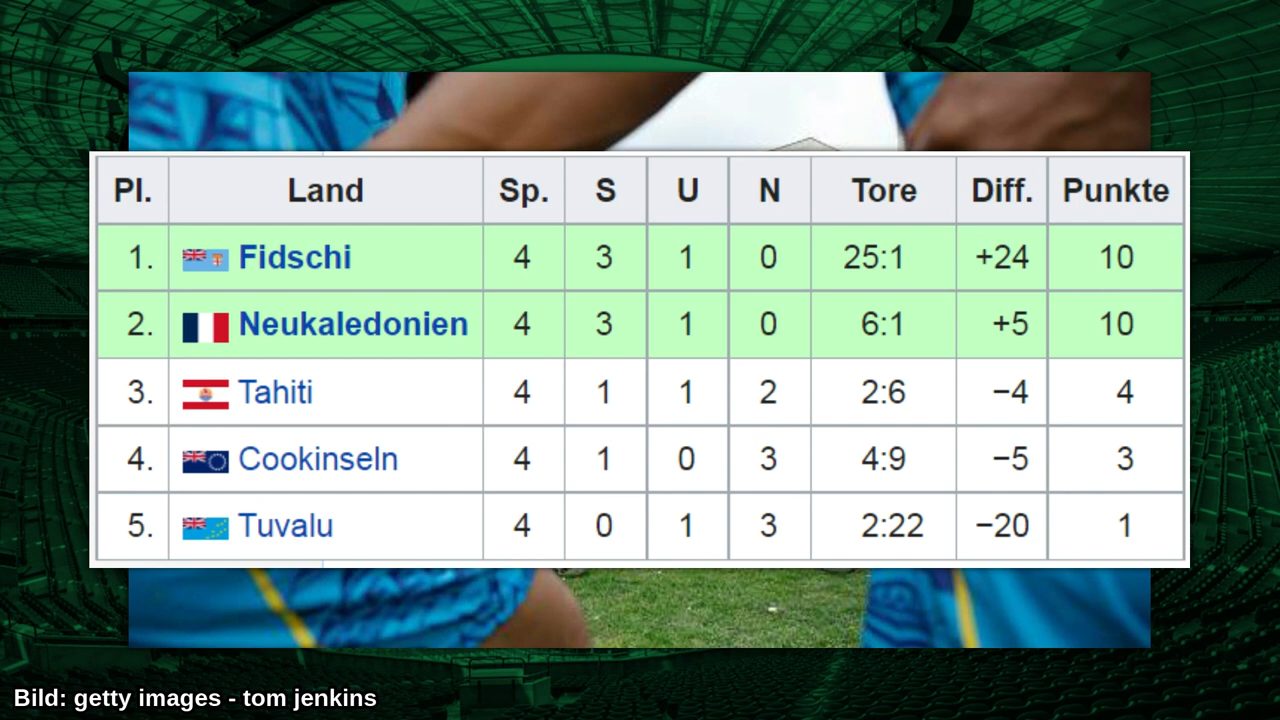 Pl. Land Sp. S U N Tore Diff. Punkte
1. Fidschi 4 3 1 0 25:1 +24 10
2. Neukaledonien 4 3 1 0 6:1 +5 10
3. Tahiti 4 1 1 2 2:6 −4 4
4. Cookinseln 4 1 0 3 4:9 −5 3
5. Tuvalu 4 0 1 3 2:22 −20 1
Bild: getty images - tom jenkins